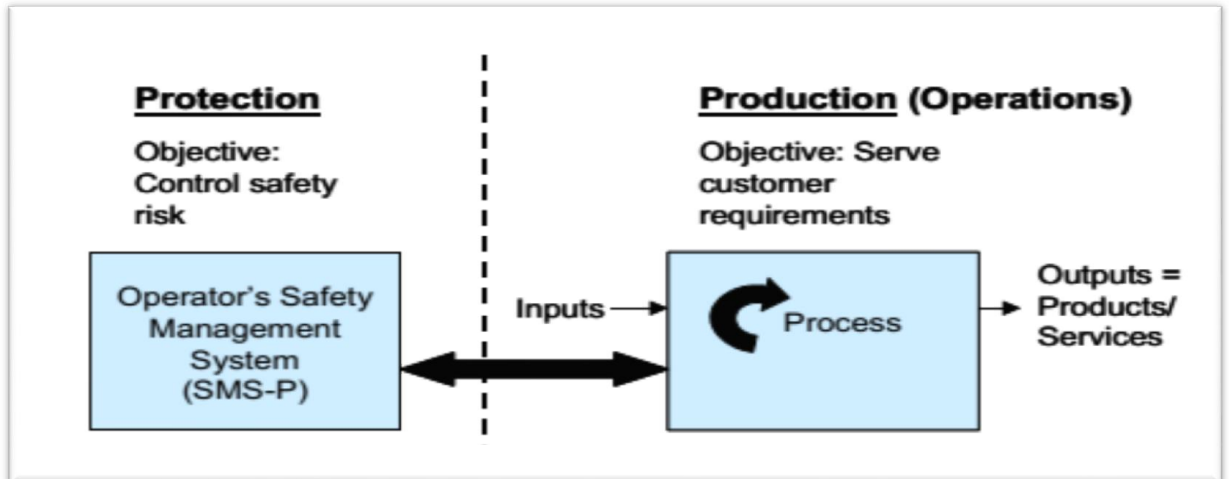 Protection
Objective:
Control safety
risk
Operator's Safety
Management
System
(SMS-P)
Production (Operations)
Objective: Serve
customer
requirements
Inputs
Process
Outputs =
Products/
Services